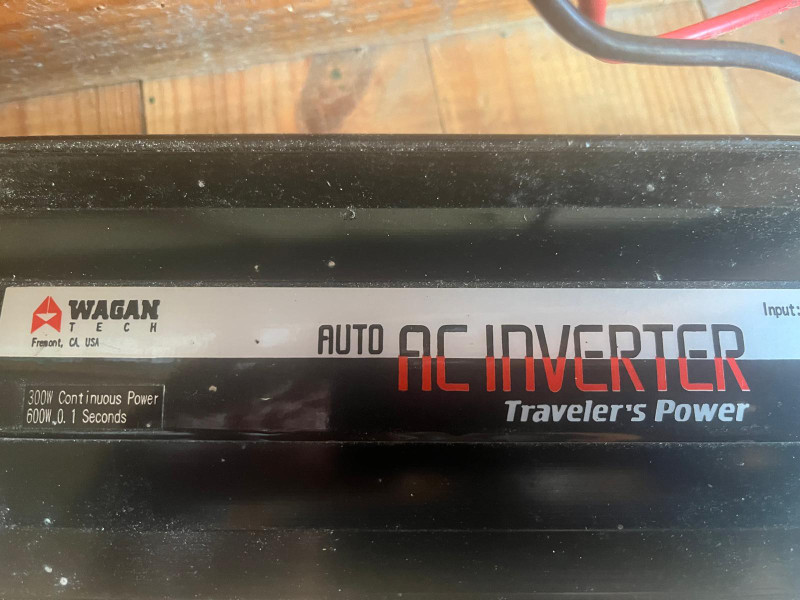 WAGAN
TECH
Fremont, CA, USA
Input:
AUTO AC INVERTER
Traveler's Power
300W Continuous Power
600W 0.1 Seconds